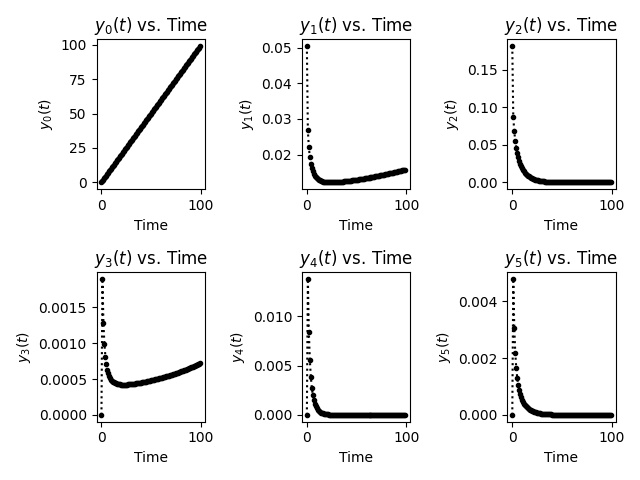 y₀(t) vs. Time
100
75
50
25
0
y₀(t)
0
100
Time
y₁(t) vs. Time
0.05
0.04
0.03
0.02
y₁(t)
0
100
Time
y₂(t) vs. Time
0.15
0.10
0.05
0.00
y₂(t)
0
100
Time
y₃(t) vs. Time
0.0015
0.0010
0.0005
0.0000
y₃(t)
0
100
Time
y₄(t) vs. Time
0.010
0.005
0.000
y₄(t)
0
100
Time
y₅(t) vs. Time
0.004
0.002
0.000
y₅(t)
0
100
Time